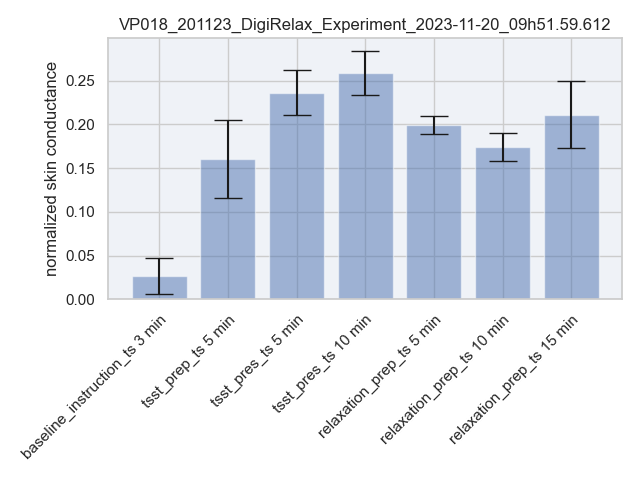 VP018_201123_DigiRelax_Experiment_2023-11-20_09h51.59.612
normalized skin conductance
0.25
0.20
0.15
0.10
0.05
0.00
baseline_instruction_ts 3 min
tsst_prep_ts 5 min
tsst_pres_ts 5 min
tsst_pres_ts 10 min
relaxation_prep_ts 5 min
relaxation_prep_ts 10 min
relaxation_prep_ts 15 min